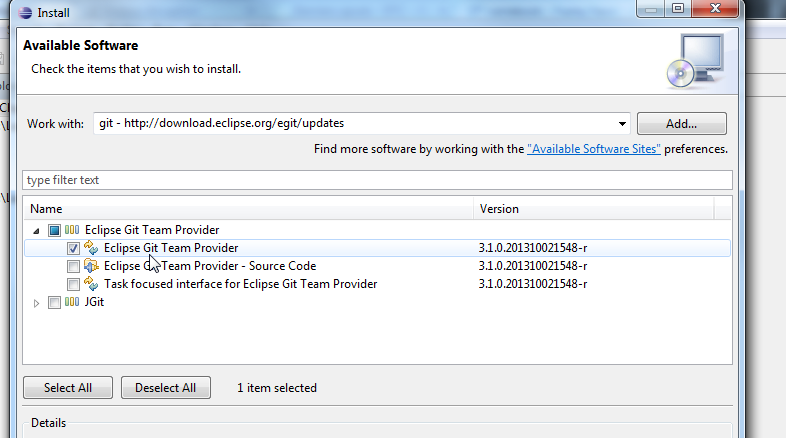 Install
Available Software
Check the items that you wish to install.
Work with: git - http://download.eclipse.org/egit/updates Add...
Find more software by working with the "Available Software Sites" preferences.
type filter text
Name Version
Eclipse Git Team Provider
Eclipse Git Team Provider 3.1.0.201310021548-r
Eclipse Git Team Provider - Source Code 3.1.0.201310021548-r
Task focused interface for Eclipse Git Team Provider 3.1.0.201310021548-r
JGit
Select All Deselect All 1 item selected
Details